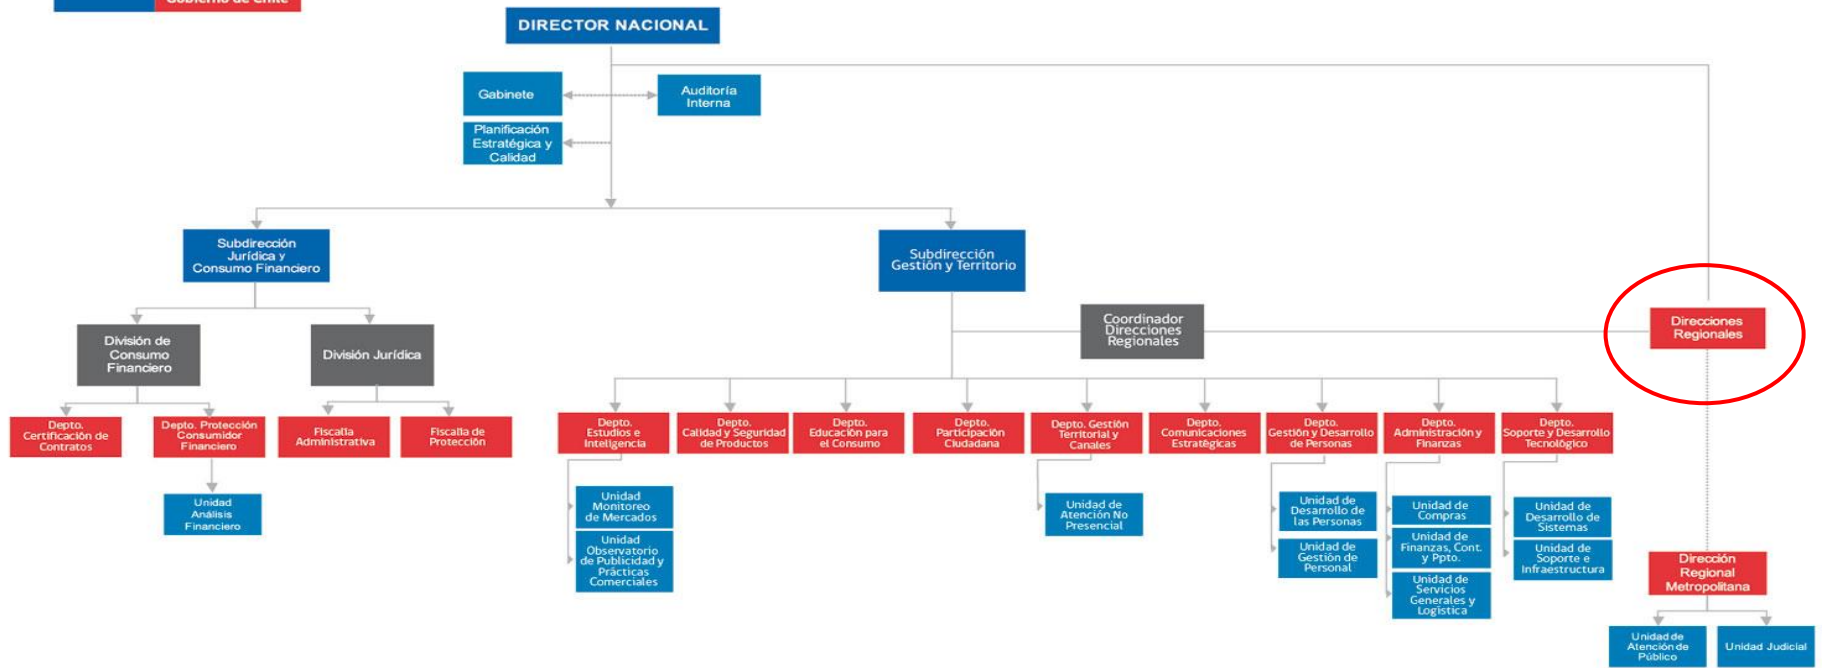 Gobierno de Chile
DIRECTOR NACIONAL
Gabinete
Auditoría
Interna
Planificación
Estratégica y
Calidad
Subdirección
Jurídica y
Consumo Financiero
Subdirección
Gestión y Territorio
Coordinador
Direcciones
Regionales
Direcciones
Regionales
División de
Consumo
Financiero
División Jurídica
Depto.
Certificación de
Contratos
Depto. Protección
Consumidor
Financiero
Fiscalía
Administrativa
Fiscalía de
Protección
Depto.
Estudios e
Inteligencia
Depto.
Calidad y Seguridad
de Productos
Depto.
Educación para
el Consumo
Depto.
Participación
Ciudadana
Depto. Gestión
Territorial y
Canales
Depto.
Comunicaciones
Estratégicas
Depto.
Gestión y Desarrollo
de Personas
Depto.
Administración y
Finanzas
Depto.
Soporte y Desarrollo
Tecnológico
Unidad
Análisis
Financiero
Unidad
Monitoreo
de Mercados
Unidad
Observatorio
de Publicidad y
Prácticas
Comerciales
Unidad de
Atención No
Presencial
Unidad de
Desarrollo de
las Personas
Unidad de
Gestión de
Personal
Unidad de
Compras
Unidad de
Finanzas, Cont.
y Ppto.
Unidad de
Servicios
Generales y
Logística
Unidad de
Desarrollo de
Sistemas
Unidad de
Soporte e
Infraestructura
Dirección
Regional
Metropolitana
Unidad de
Atención de
Público
Unidad Judicial